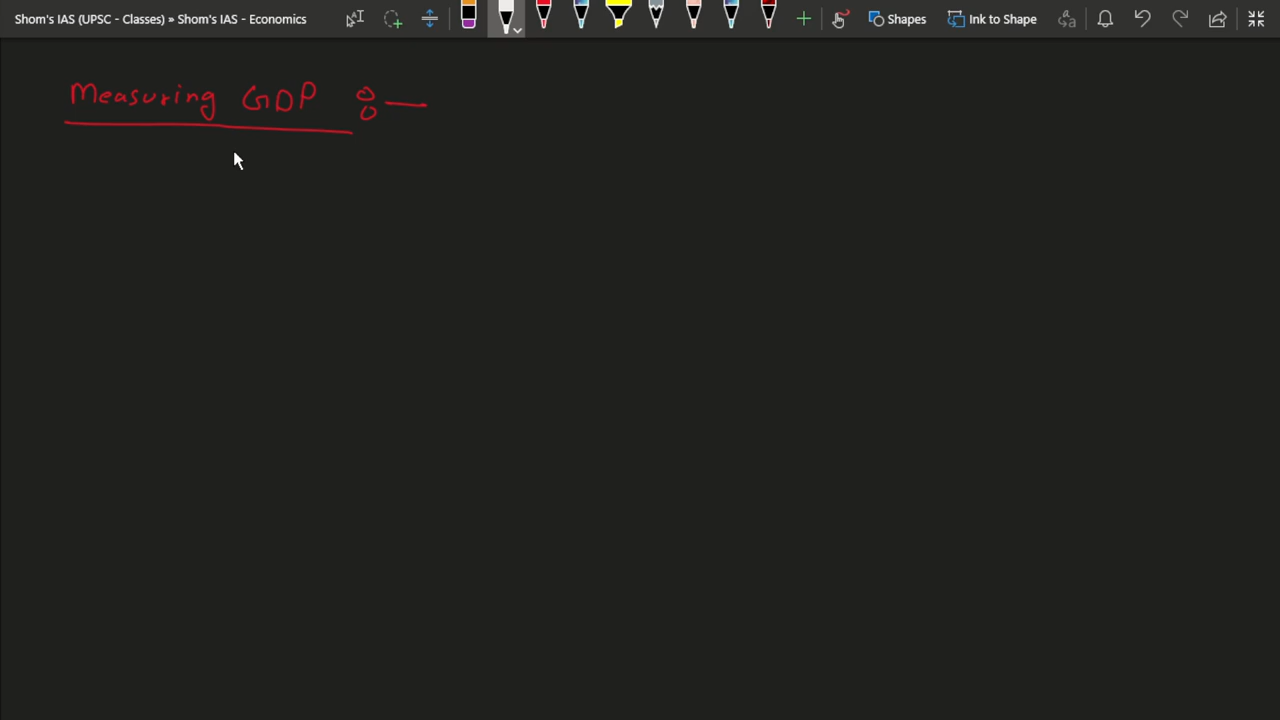 Shom's IAS (UPSC - Classes) » Shom's IAS - Economics
Shapes
Ink to Shape
Measuring GDP :-